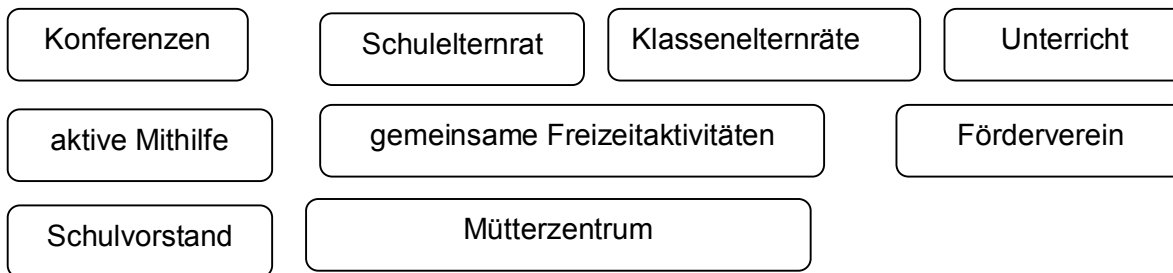 Konferenzen
Schulelternrat
Klassenelternräte
Unterricht
aktive Mithilfe
gemeinsame Freizeitaktivitäten
Förderverein
Schulvorstand
Mütterzentrum